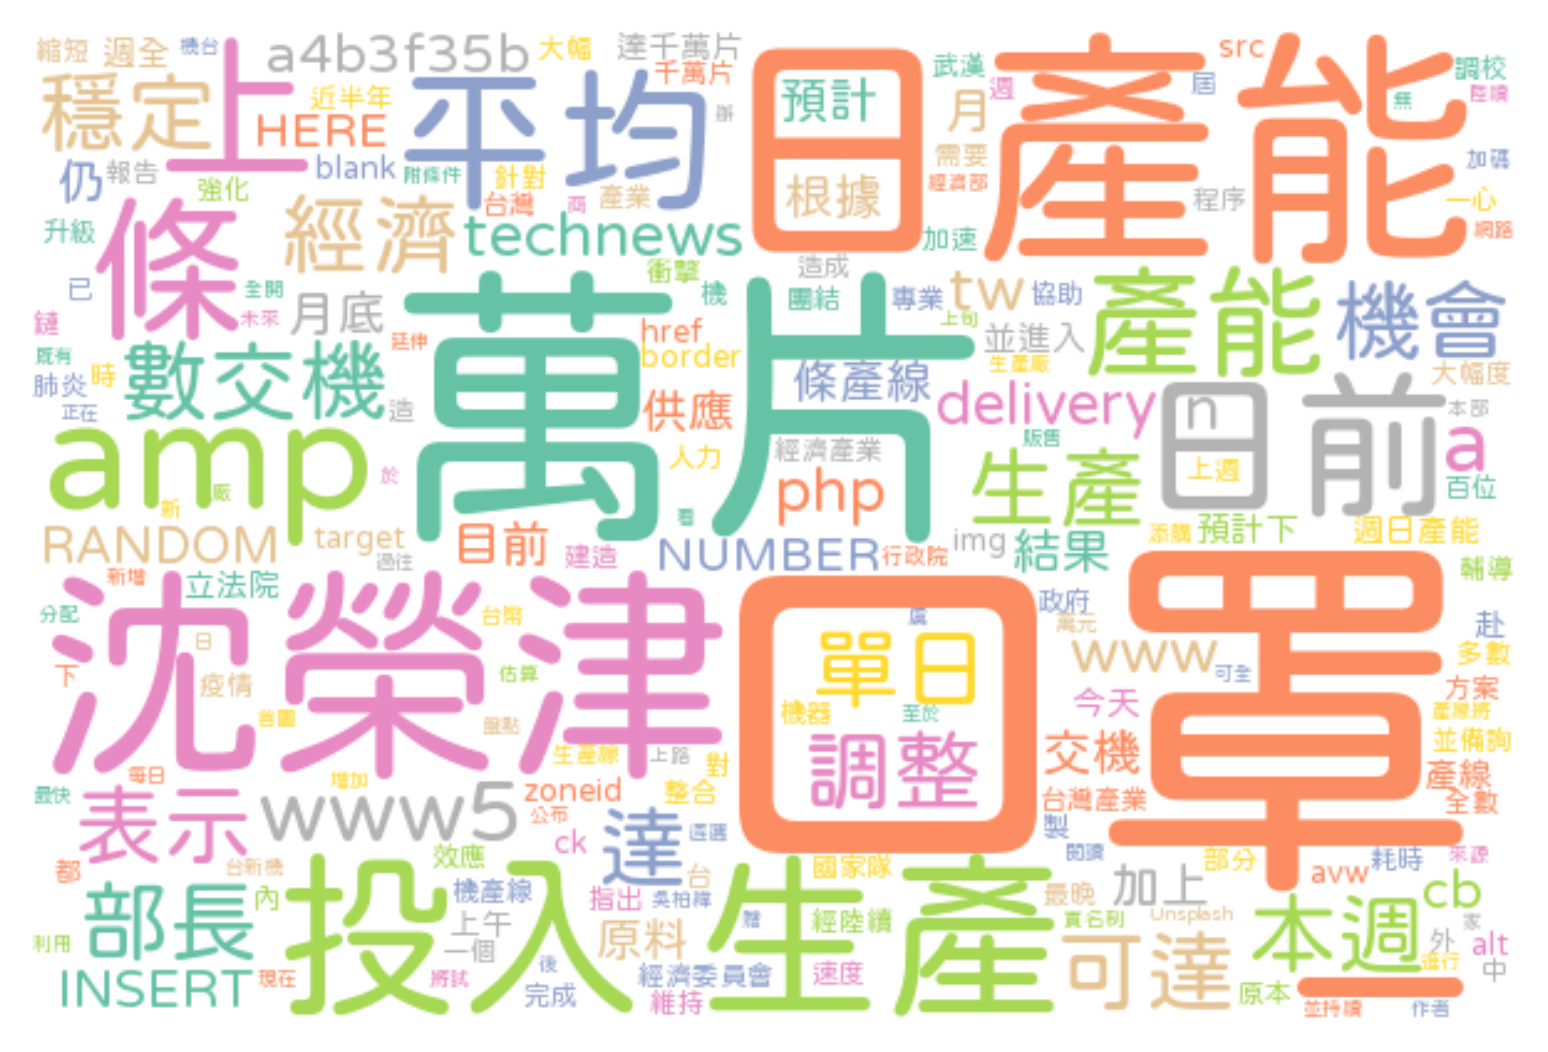 縮短
週全
機台
上
a4b3f35b
大幅
達千萬片
千萬片
日產能
預計
根據
武漢
週
月
src
屆
調校
陸續
無
穩定
近半年
HERE
平均
仍
報告
blank
附條件
針對
強化
台灣
產業
兩
需要
經濟部
程序
加碼
一心
網路
升級
條
經濟
technews
衝擊
造成
加速
已
全開
未來
月底
延伸
萬片
機
團結
專業
tw
協助
上旬
並進入
產能
機會
鏈
既有
肺炎
時
正在
數交機
造
href
border
供應
條產線
生產廠
大幅度
delivery
日前
n
本部
a
amp
於
新
廠
人力
經濟產業
php
販售
生產
上週
百位
RANDOM
target
過往
目前
建造
看
NUMBER
行政院
img
結果
添購
預計下
週日產能
新增
立法院
分配
日
下
疫情
首圖
沈榮津
台幣
估算
盤點
口罩
單日
機器
至於
調整
政府
萬元
www
可全
輔導
赴
多數
方案
產線將
並備詢
今天
交機
產線
全數
台灣產業
每日
增加
最快
生產線
上路
對
表示
www5
zoneid
公布
整合
ck
達
製
閱讀
部分
avw
耗時
來源
都
台新機
效應
部長
內
投入生產
機產線
上午
一個
指出
吳柏緯
台
國家隊
經陸續
原料
最晚
加上
實名制
Unsplash
cb
本週
外
家
alt
進行
中
利用
INSERT
現在
將試
後
完成
經濟委員會
維持
速度
可達
原本
一
並持續
作者